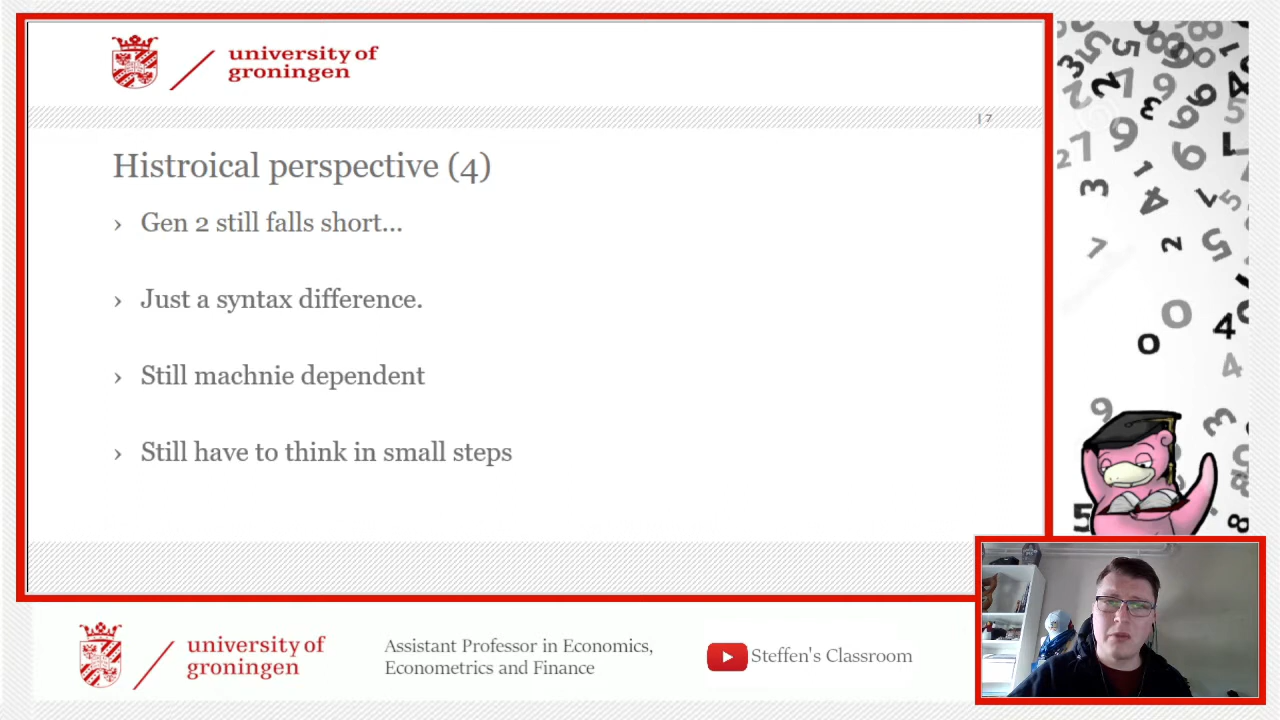 university of
groningen
| 7
Histroical perspective (4)
› Gen 2 still falls short...
› Just a syntax difference.
› Still machnie dependent
› Still have to think in small steps
university of
groningen
Assistant Professor in Economics,
Econometrics and Finance
Steffen's Classroom